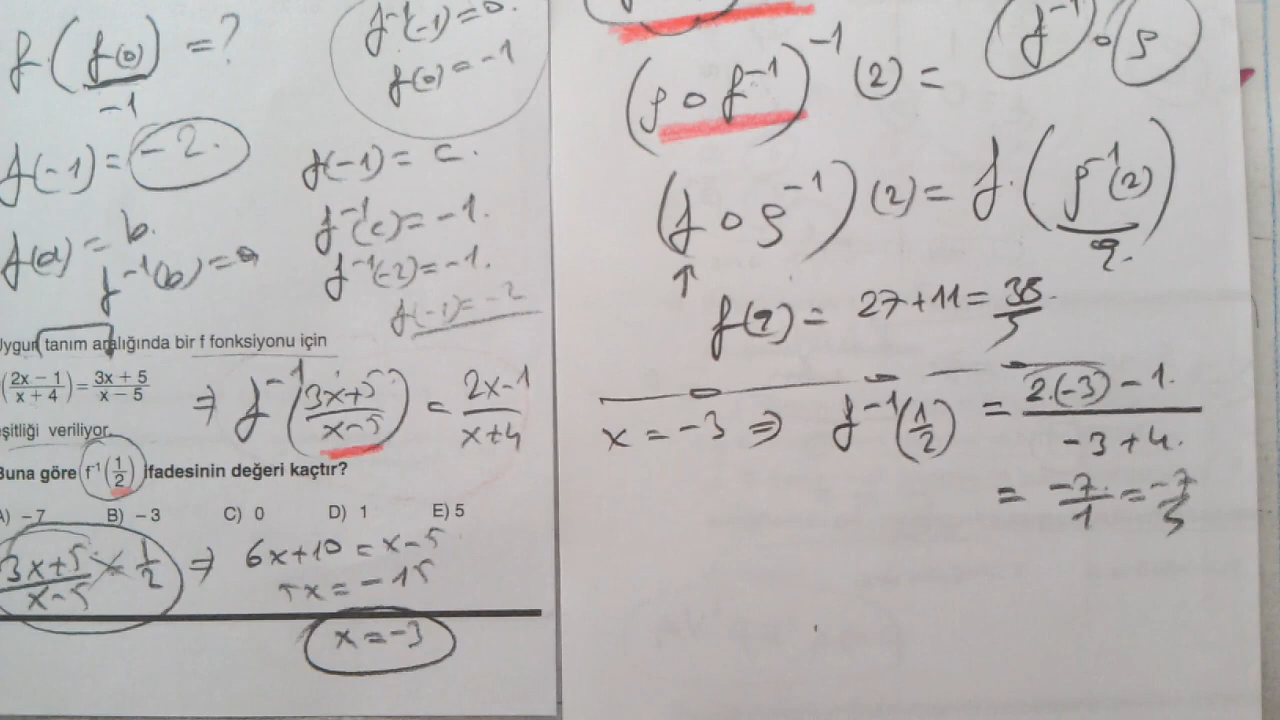 f(f(0)) = ?
-1
f⁻¹(-1) = 0.
f(0) = -1
f(-1) = -2.
f(-1) = c.
f(a) = b.
f⁻¹(c) = -1.
f⁻¹(b) = a
f⁻¹(-2) = -1.
f(-1) = -2
Uygun tanım aralığında bir f fonksiyonu için
(2x − 1 / x + 4) = 3x + 5 / x − 5 ⇒ f⁻¹(3x+5 / x-5) = 2x-1 / x+4
şitliği veriliyor.
Buna göre f⁻¹(1/2) ifadesinin değeri kaçtır?
A) −7 B) −3 C) 0 D) 1 E) 5
3x+5 / x-5 = 1/2 ⇒ 6x+10 = x-5
5x = -15
x = -3
(g o f⁻¹)⁻¹(2) = f⁻¹ o g
(f o g⁻¹)(2) = f.(g⁻¹(2))
9.
↑
f(9) = 27+11 = 38.
x = -3 ⇒ f⁻¹(1/2) = 2.(-3) - 1. / -3 + 4.
= -7. / 1 = -7